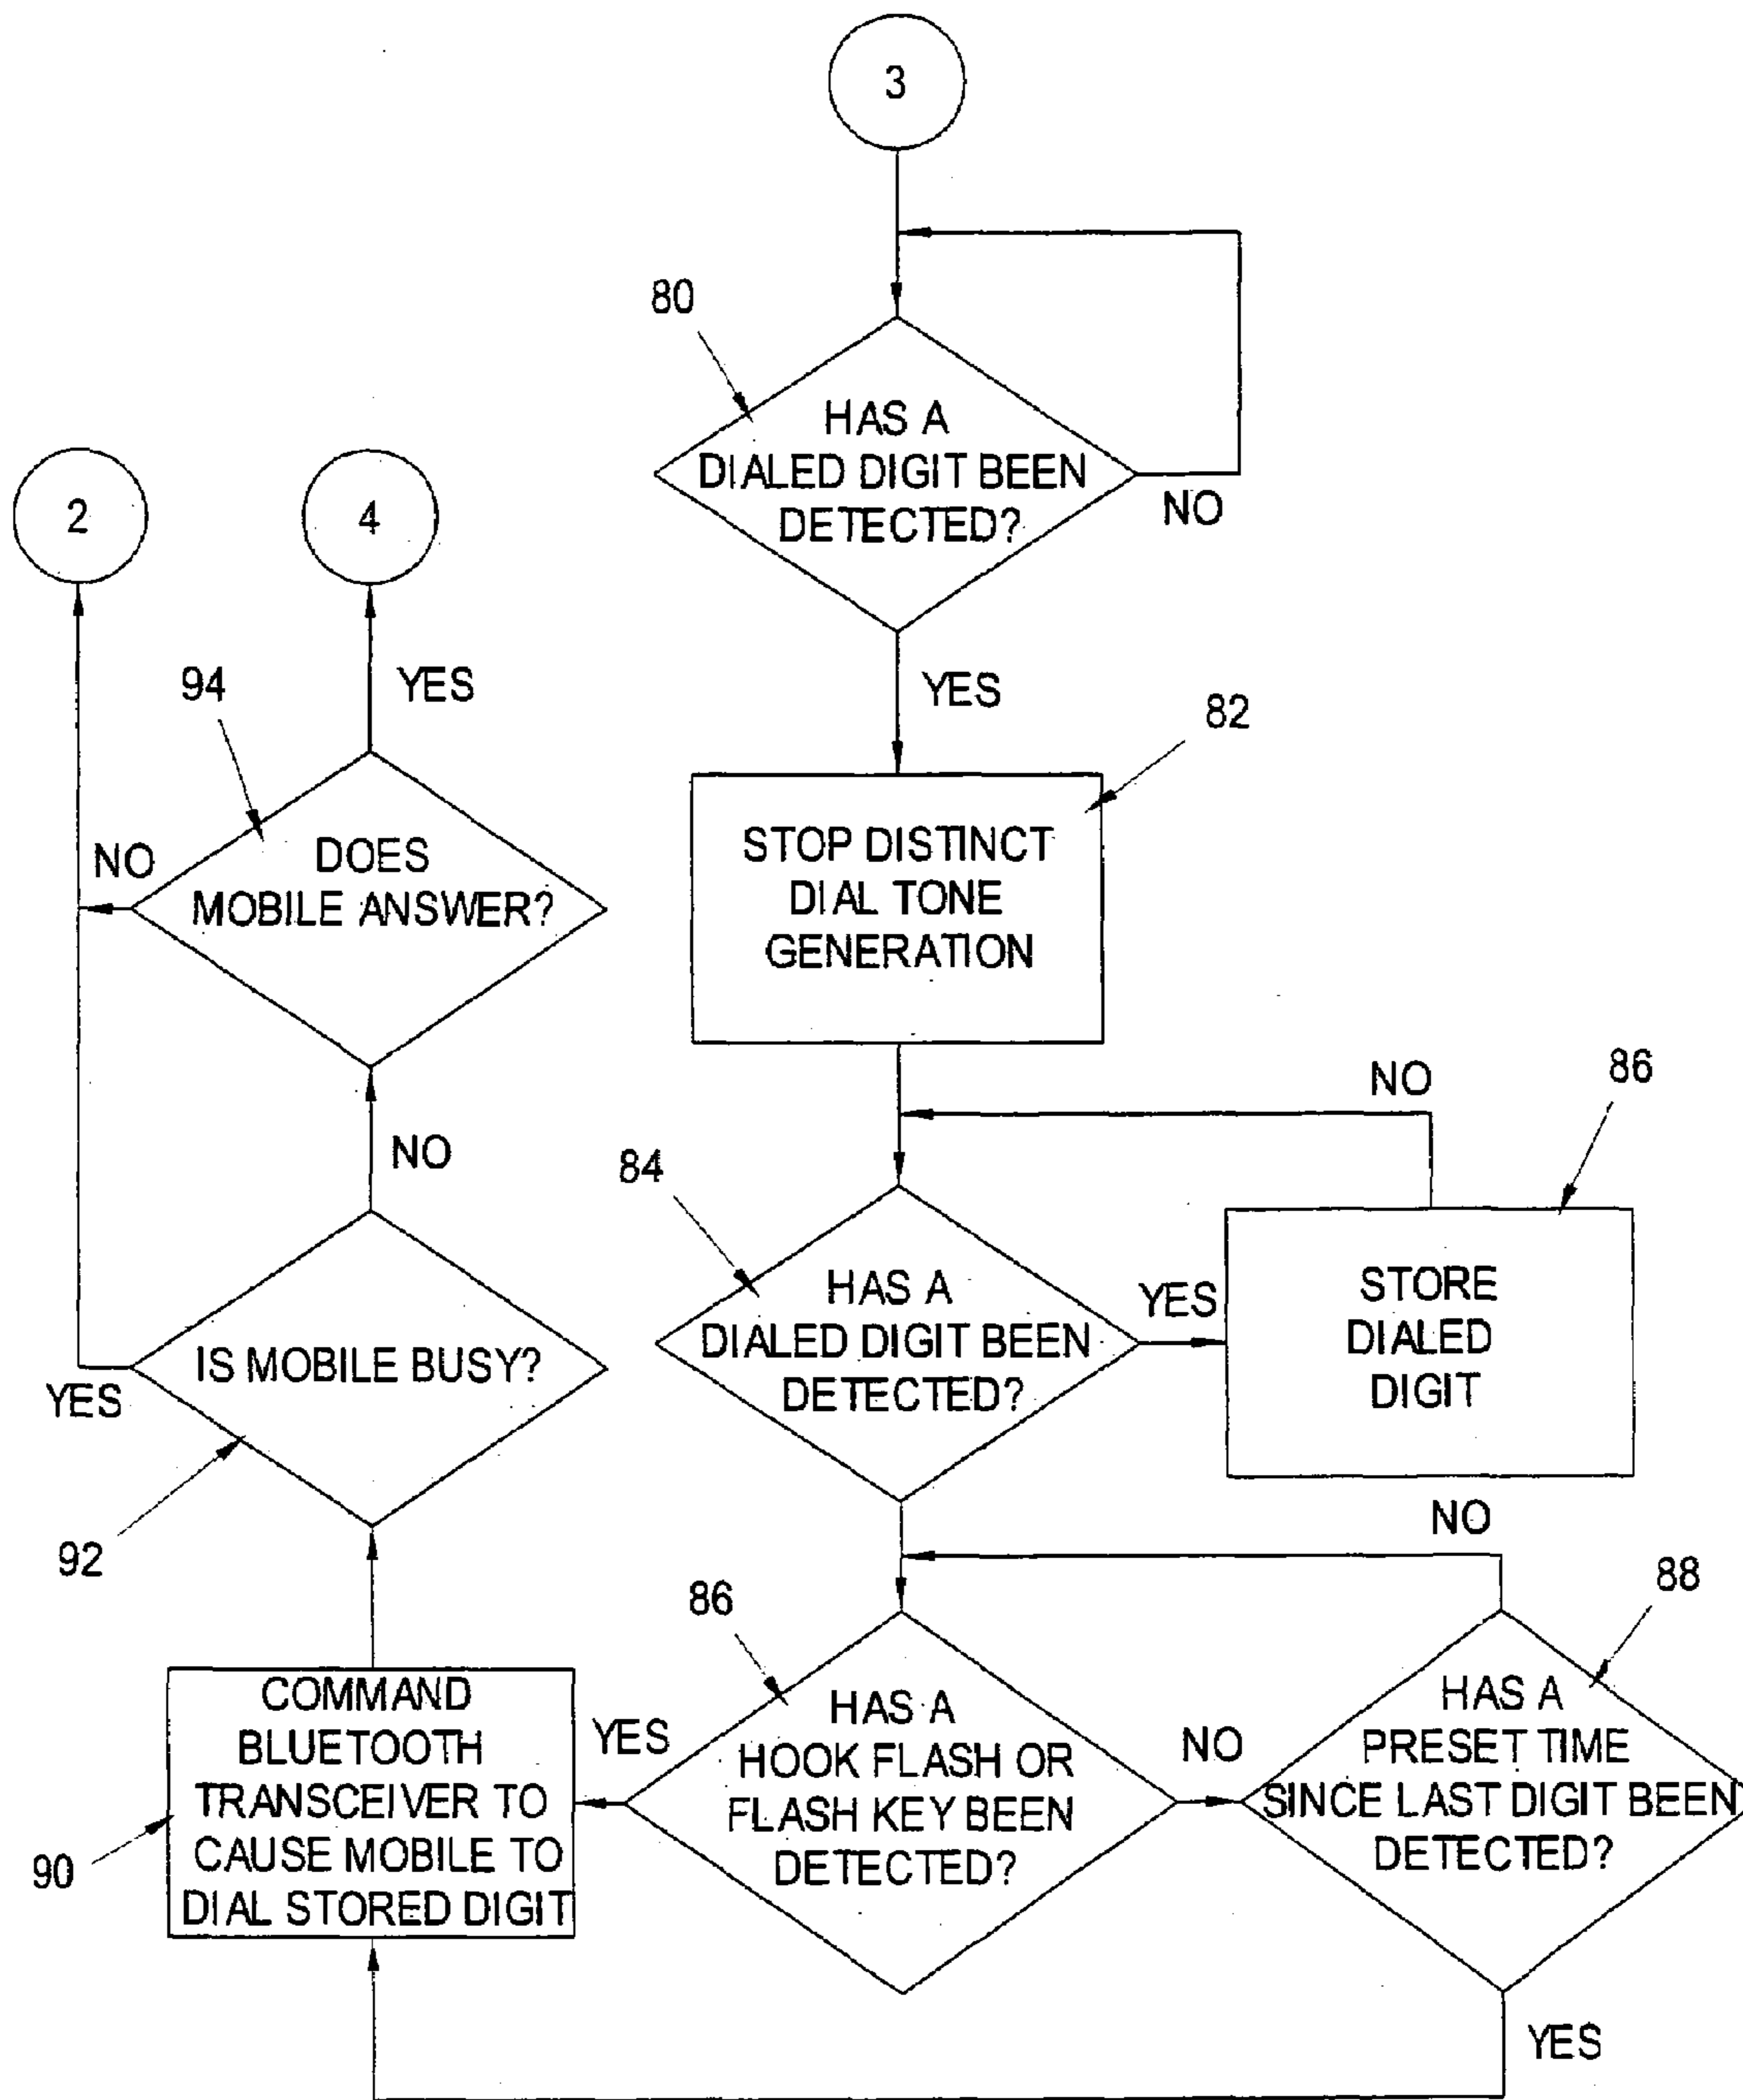 3
80
HAS A
DIALED DIGIT BEEN
DETECTED?
NO
2
4
YES
82
94
YES
STOP DISTINCT
DIAL TONE
GENERATION
NO
DOES
MOBILE ANSWER?
NO
86
84
NO
HAS A
DIALED DIGIT BEEN
DETECTED?
YES
STORE
DIALED
DIGIT
IS MOBILE BUSY?
YES
92
NO
88
86
COMMAND
BLUETOOTH
TRANSCEIVER TO
CAUSE MOBILE TO
DIAL STORED DIGIT
90
YES
HAS A
HOOK FLASH OR
FLASH KEY BEEN
DETECTED?
NO
HAS A
PRESET TIME
SINCE LAST DIGIT BEEN
DETECTED?
YES